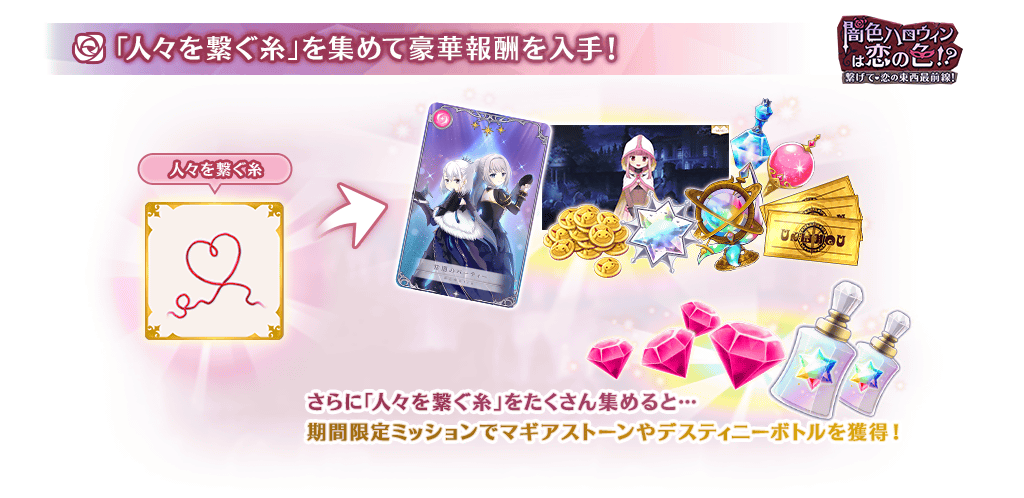 「人々を繋ぐ糸」を集めて豪華報酬を入手！
闇色ハロウィン
は恋の色!?
繋げて♥恋の東西最前線！
人々を繋ぐ糸
さらに「人々を繋ぐ糸」をたくさん集めると…
期間限定ミッションでマギアストーンやデスティニーボトルを獲得！